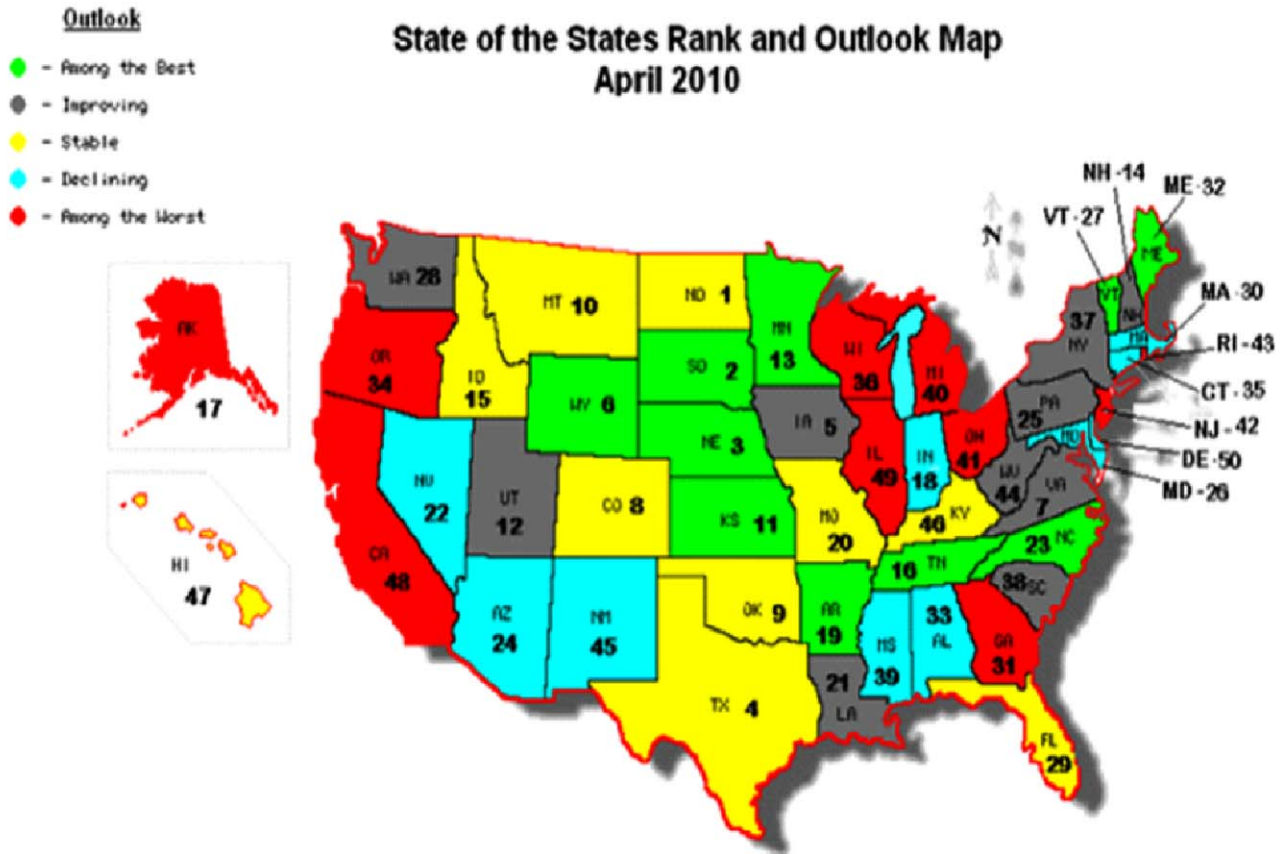 Outlook
- Among the Best
- Improving
- Stable
- Declining
- Among the Worst
State of the States Rank and Outlook Map
April 2010
NH - 14
ME - 32
VT - 27
MA - 30
RI - 43
CT - 35
NJ - 42
DE - 50
MD - 26
N
AK
17
HI
47
WA 28
OR
34
CA
48
ID
15
NV
22
MT 10
WY 6
UT
12
CO 8
AZ
24
NM
45
ND 1
SD 2
NE 3
KS 11
OK 9
TX 4
MN
13
IA 5
MO
20
AR
19
21
LA
WI
36
IL
49
MI
40
IN
18
OH
41
46 KY
16 TN
MS
39
33
AL
GA
31
FL
29
38 SC
23 NC
VA
7
WV
44
PA
25
37
NY
VT
NH
ME
MA
MD